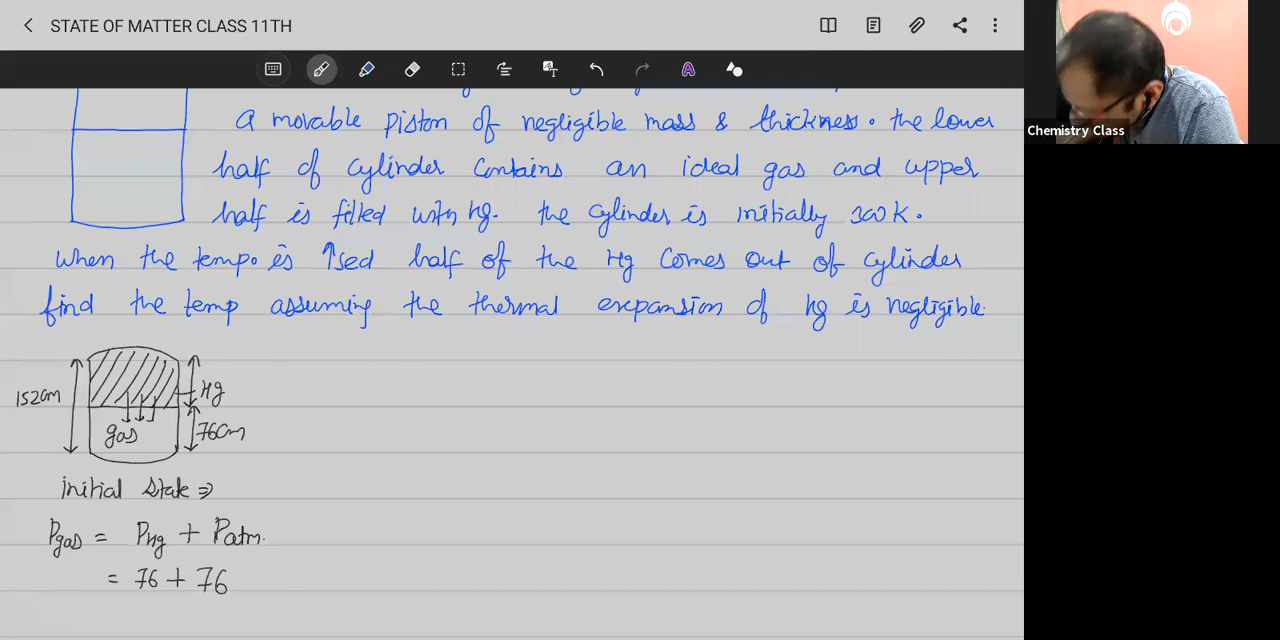 STATE OF MATTER CLASS 11TH
Chemistry Class
a movable piston of negligible mass & thickness. the lower
half of cylinder contains an ideal gas and upper
half is filled with hg. the cylinder is initially 300 K.
when the temp. is ↑sed half of the Hg comes out of cylinder
find the temp assuming the thermal expansion of hg is negligible.
152cm
Hg
gas
76cm
initial state ⇒
Pgas = PHg + Patm.
= 76 + 76